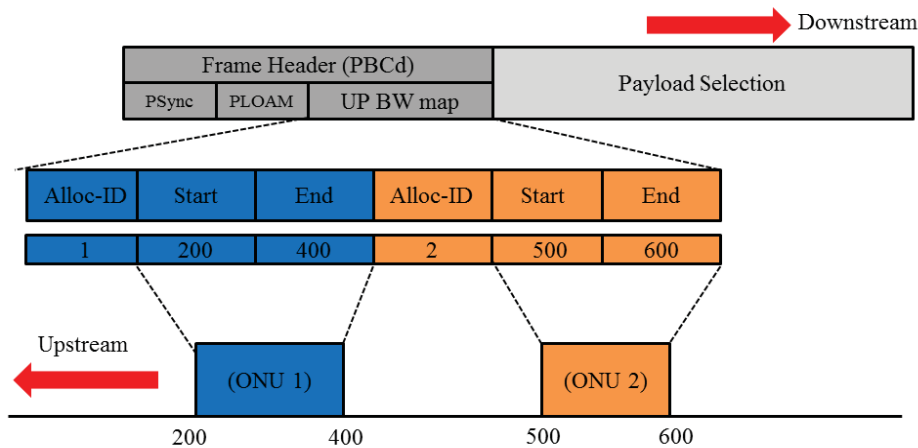 Downstream
Frame Header (PBCd)
Payload Selection
PSync PLOAM UP BW map
Alloc-ID Start End Alloc-ID Start End
1 200 400 2 500 600
Upstream
(ONU 1) (ONU 2)
200 400 500 600